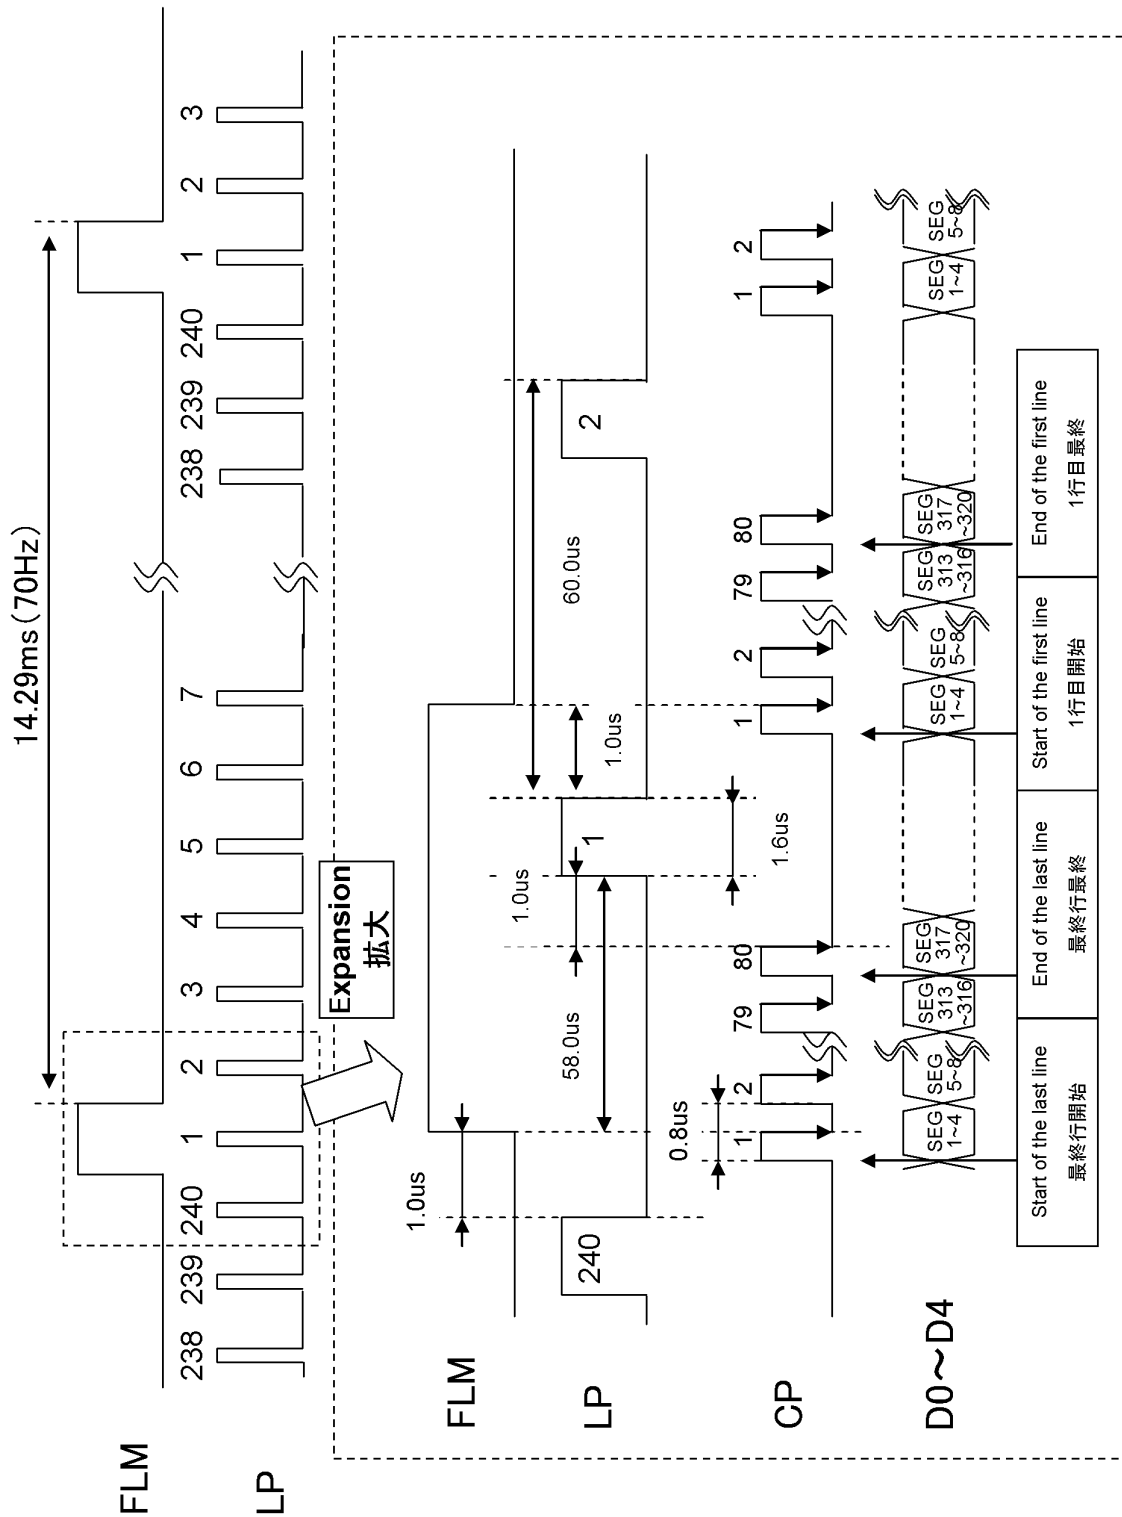 14.29ms（70Hz）
FLM
238
239
240
1
2
3
4
5
6
7
238
239
240
1
2
3
LP
Expansion
拡大
FLM
1.0us
LP
240
58.0us
1.0us
1
1.6us
1.0us
60.0us
2
CP
0.8us
1
2
79
80
1
2
79
80
1
2
D0～D4
SEG
1~4
SEG
5~8
SEG
313
~316
SEG
317
~320
SEG
1~4
SEG
5~8
SEG
313
~316
SEG
317
~320
SEG
1~4
SEG
5~8
Start of the last line
最終行開始
End of the last line
最終行最終
Start of the first line
1行目開始
End of the first line
1行目最終